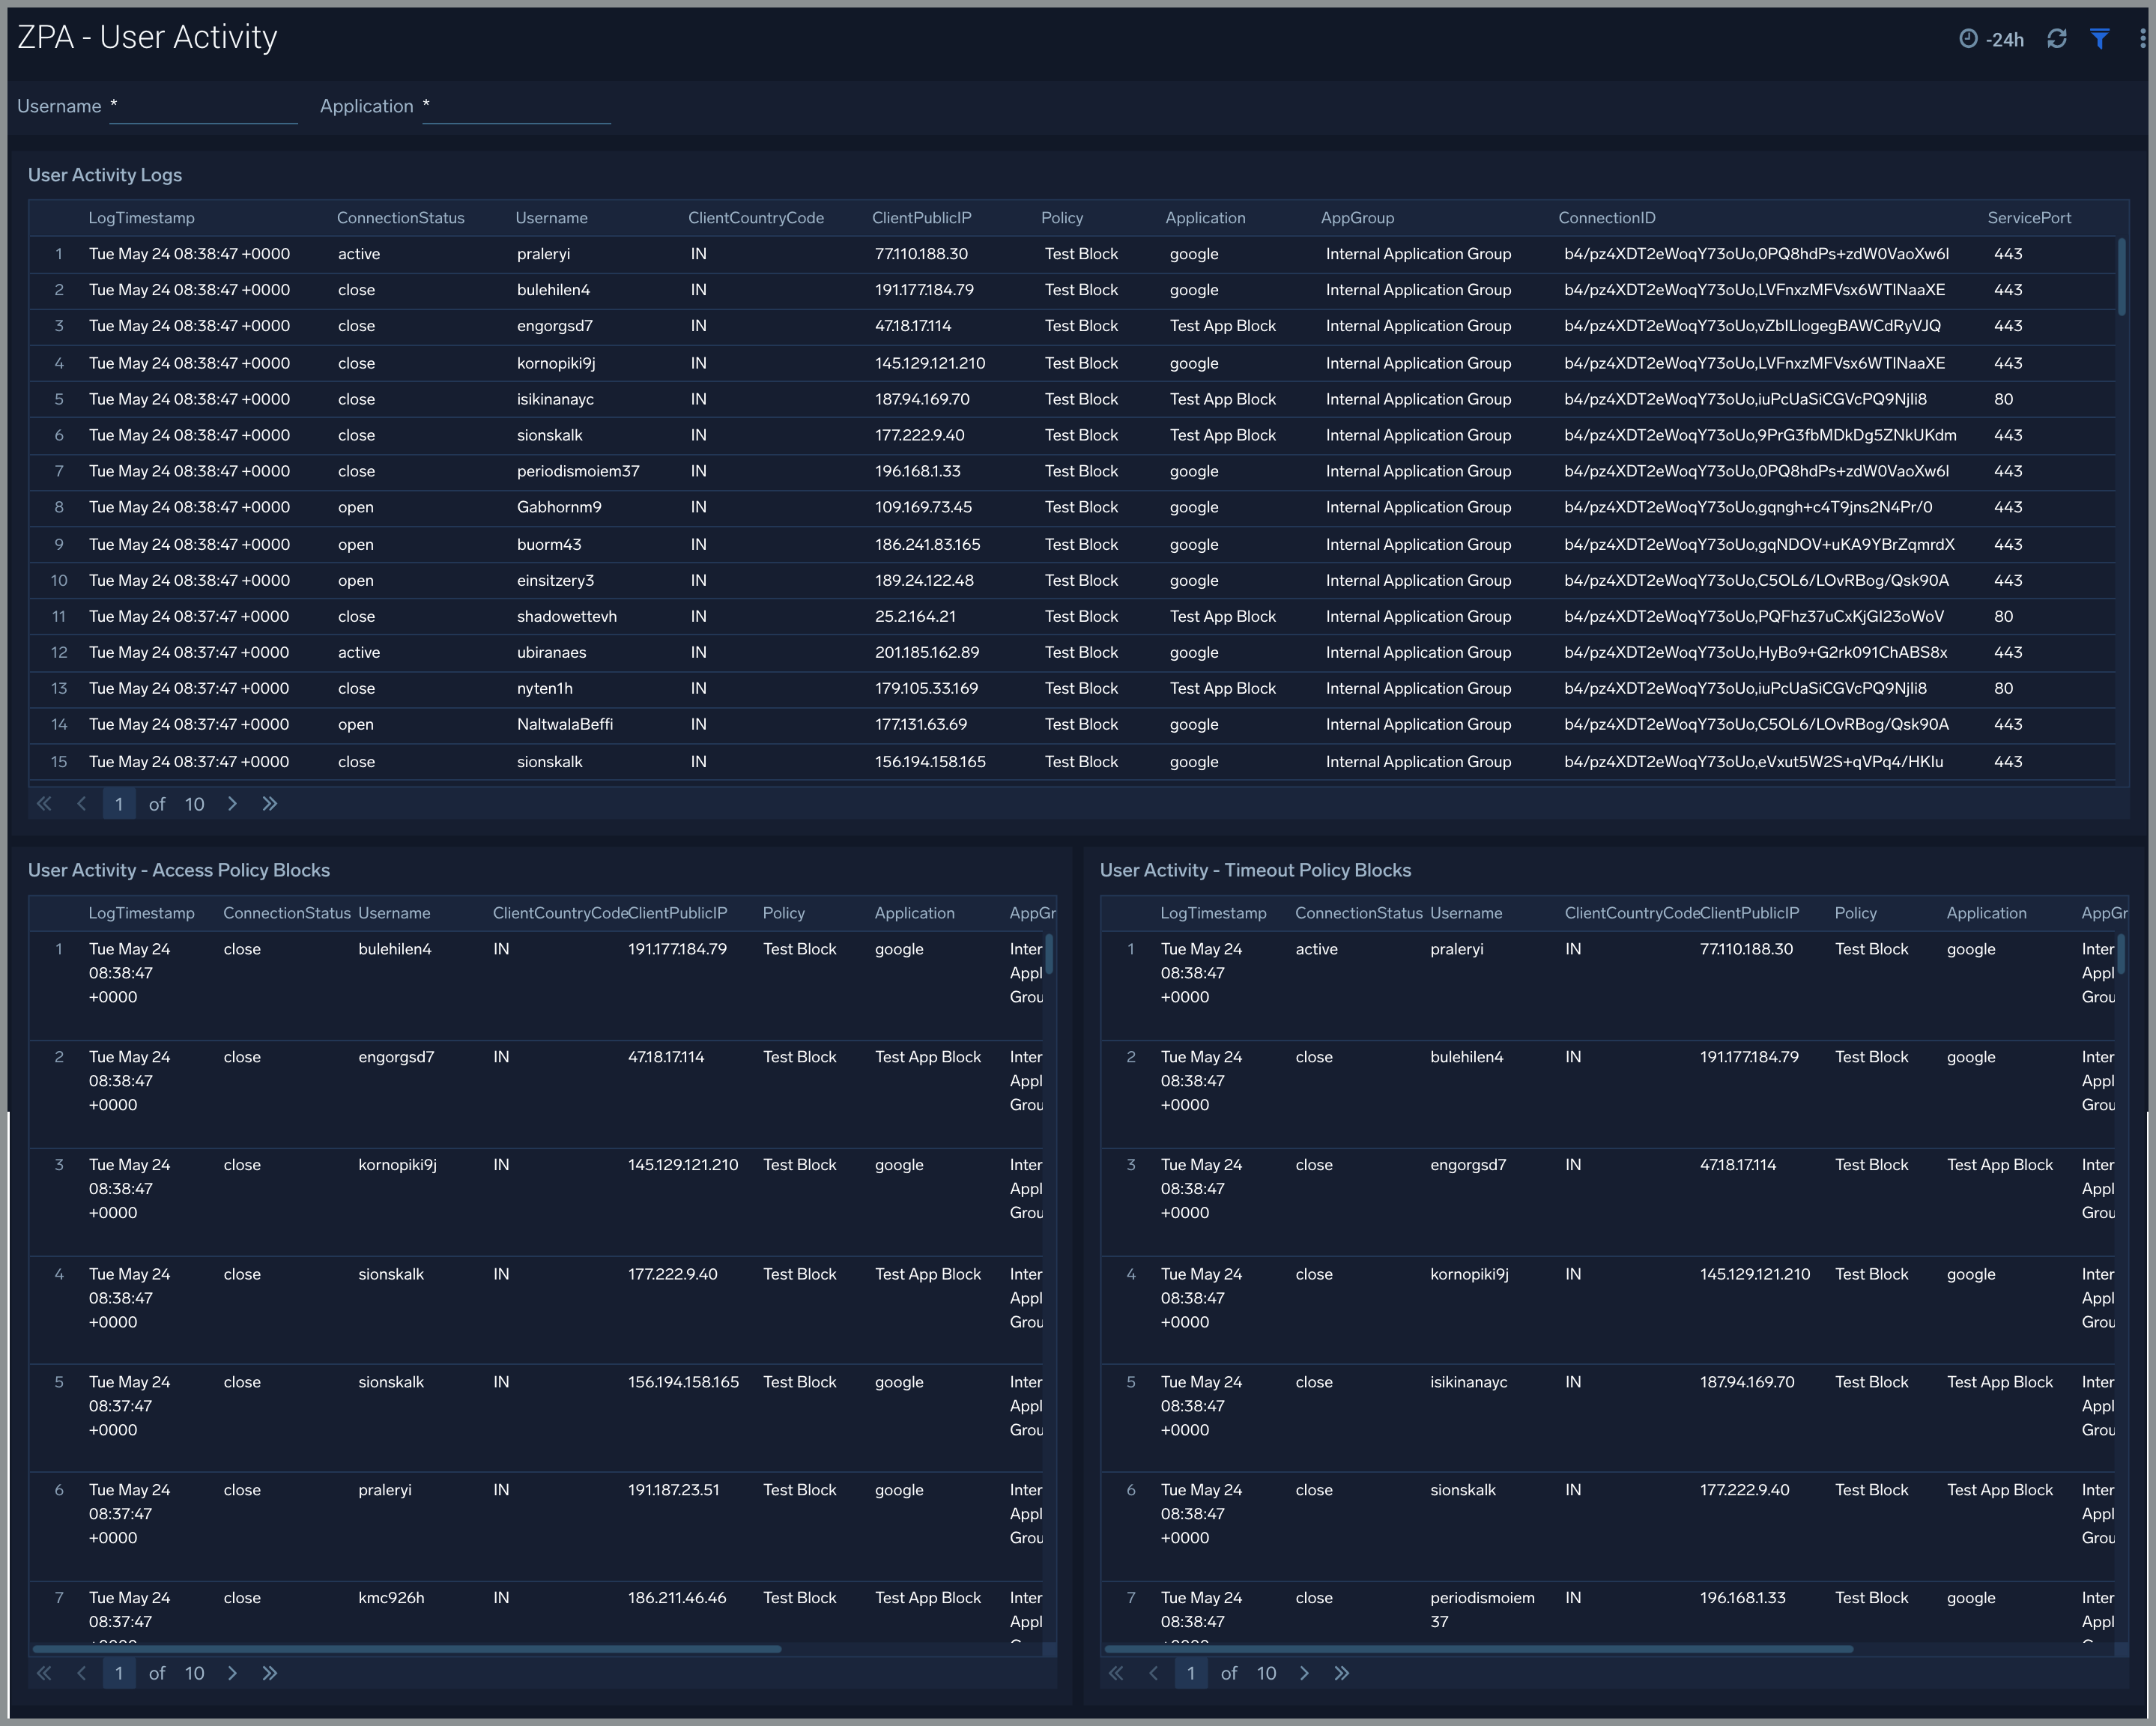 ZPA - User Activity
-24h
Username *
Application *
User Activity Logs
LogTimestamp ConnectionStatus Username ClientCountryCode ClientPublicIP Policy Application AppGroup ConnectionID ServicePort
1 Tue May 24 08:38:47 +0000 active praleryi IN 77.110.188.30 Test Block google Internal Application Group b4/pz4XDT2eWoqY73oUo,0PQ8hdPs+zdW0VaoXw6I 443
2 Tue May 24 08:38:47 +0000 close bulehilen4 IN 191.177.184.79 Test Block google Internal Application Group b4/pz4XDT2eWoqY73oUo,LVFnxzMFVsx6WTINaaXE 443
3 Tue May 24 08:38:47 +0000 close engorgsd7 IN 47.18.17.114 Test Block Test App Block Internal Application Group b4/pz4XDT2eWoqY73oUo,vZbILlogegBAWCdRyVJQ 443
4 Tue May 24 08:38:47 +0000 close kornopiki9j IN 145.129.121.210 Test Block google Internal Application Group b4/pz4XDT2eWoqY73oUo,LVFnxzMFVsx6WTINaaXE 443
5 Tue May 24 08:38:47 +0000 close isikinanayc IN 187.94.169.70 Test Block Test App Block Internal Application Group b4/pz4XDT2eWoqY73oUo,iuPcUaSiCGVcPQ9NjIi8 80
6 Tue May 24 08:38:47 +0000 close sionskalk IN 177.222.9.40 Test Block Test App Block Internal Application Group b4/pz4XDT2eWoqY73oUo,9PrG3fbMDkDg5ZNkUKdm 443
7 Tue May 24 08:38:47 +0000 close periodismoiem37 IN 196.168.1.33 Test Block google Internal Application Group b4/pz4XDT2eWoqY73oUo,0PQ8hdPs+zdW0VaoXw6I 443
8 Tue May 24 08:38:47 +0000 open Gabhornm9 IN 109.169.73.45 Test Block google Internal Application Group b4/pz4XDT2eWoqY73oUo,gqngh+c4T9jns2N4Pr/0 443
9 Tue May 24 08:38:47 +0000 open buorm43 IN 186.241.83.165 Test Block google Internal Application Group b4/pz4XDT2eWoqY73oUo,gqNDOV+uKA9YBrZqmrdX 443
10 Tue May 24 08:38:47 +0000 open einsitzery3 IN 189.24.122.48 Test Block google Internal Application Group b4/pz4XDT2eWoqY73oUo,C5OL6/LOvRBog/Qsk90A 443
11 Tue May 24 08:37:47 +0000 close shadowettevh IN 25.2.164.21 Test Block Test App Block Internal Application Group b4/pz4XDT2eWoqY73oUo,PQFhz37uCxKjGI23oWoV 80
12 Tue May 24 08:37:47 +0000 active ubiranaes IN 201.185.162.89 Test Block google Internal Application Group b4/pz4XDT2eWoqY73oUo,HyBo9+G2rk091ChABS8x 443
13 Tue May 24 08:37:47 +0000 close nyten1h IN 179.105.33.169 Test Block Test App Block Internal Application Group b4/pz4XDT2eWoqY73oUo,iuPcUaSiCGVcPQ9NjIi8 80
14 Tue May 24 08:37:47 +0000 open NaltwalaBeffi IN 177.131.63.69 Test Block google Internal Application Group b4/pz4XDT2eWoqY73oUo,C5OL6/LOvRBog/Qsk90A 443
15 Tue May 24 08:37:47 +0000 close sionskalk IN 156.194.158.165 Test Block google Internal Application Group b4/pz4XDT2eWoqY73oUo,eVxut5W2S+qVPq4/HKlu 443
1 of 10
User Activity - Access Policy Blocks
LogTimestamp ConnectionStatus Username ClientCountryCode ClientPublicIP Policy Application AppGr
1 Tue May 24 close bulehilen4 IN 191.177.184.79 Test Block google Inter
08:38:47 Appl
+0000 Grou
2 Tue May 24 close engorgsd7 IN 47.18.17.114 Test Block Test App Block Inter
08:38:47 Appl
+0000 Grou
3 Tue May 24 close kornopiki9j IN 145.129.121.210 Test Block google Inter
08:38:47 Appl
+0000 Grou
4 Tue May 24 close sionskalk IN 177.222.9.40 Test Block Test App Block Inter
08:38:47 Appl
+0000 Grou
5 Tue May 24 close sionskalk IN 156.194.158.165 Test Block google Inter
08:37:47 Appl
+0000 Grou
6 Tue May 24 close praleryi IN 191.187.23.51 Test Block google Inter
08:37:47 Appl
+0000 Grou
7 Tue May 24 close kmc926h IN 186.211.46.46 Test Block Test App Block Inter
08:37:47 Appl
1 of 10
User Activity - Timeout Policy Blocks
LogTimestamp ConnectionStatus Username ClientCountryCode ClientPublicIP Policy Application AppGr
1 Tue May 24 active praleryi IN 77.110.188.30 Test Block google Inter
08:38:47 Appl
+0000 Grou
2 Tue May 24 close bulehilen4 IN 191.177.184.79 Test Block google Inter
08:38:47 Appl
+0000 Grou
3 Tue May 24 close engorgsd7 IN 47.18.17.114 Test Block Test App Block Inter
08:38:47 Appl
+0000 Grou
4 Tue May 24 close kornopiki9j IN 145.129.121.210 Test Block google Inter
08:38:47 Appl
+0000 Grou
5 Tue May 24 close isikinanayc IN 187.94.169.70 Test Block Test App Block Inter
08:38:47 Appl
+0000 Grou
6 Tue May 24 close sionskalk IN 177.222.9.40 Test Block Test App Block Inter
08:38:47 Appl
+0000 Grou
7 Tue May 24 close periodismoiem IN 196.168.1.33 Test Block google Inter
08:38:47 37 Appl
1 of 10